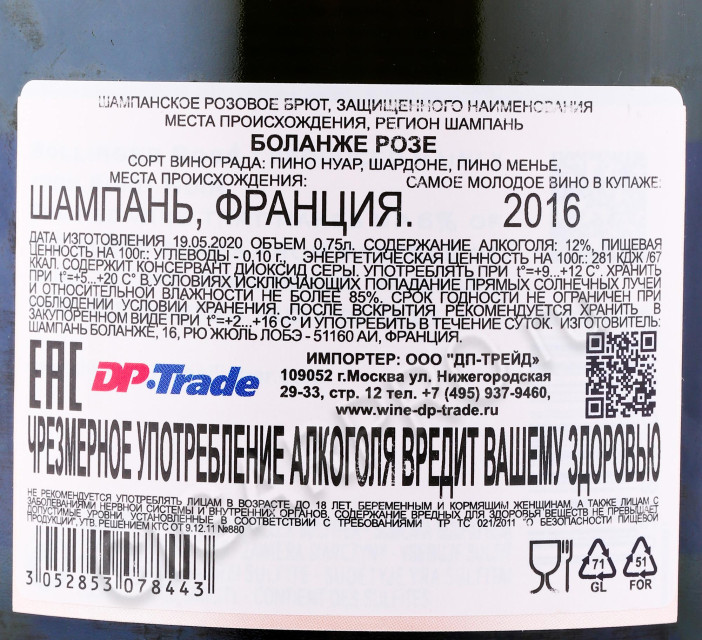 ШАМПАНСКОЕ РОЗОВОЕ БРЮТ, ЗАЩИЩЕННОГО НАИМЕНОВАНИЯ
МЕСТА ПРОИСХОЖДЕНИЯ, РЕГИОН ШАМПАНЬ
БОЛАНЖЕ РОЗЕ
СОРТ ВИНОГРАДА: ПИНО НУАР, ШАРДОНЕ, ПИНО МЕНЬЕ,
МЕСТА ПРОИСХОЖДЕНИЯ: САМОЕ МОЛОДОЕ ВИНО В КУПАЖЕ:
ШАМПАНЬ, ФРАНЦИЯ. 2016
ДАТА ИЗГОТОВЛЕНИЯ 19.05.2020 ОБЪЕМ 0,75л. СОДЕРЖАНИЕ АЛКОГОЛЯ: 12%, ПИЩЕВАЯ
ЦЕННОСТЬ НА 100г.: УГЛЕВОДЫ - 0,10 г., ЭНЕРГЕТИЧЕСКАЯ ЦЕННОСТЬ НА 100г.: 281 КДЖ /67
ККАЛ. СОДЕРЖИТ КОНСЕРВАНТ ДИОКСИД СЕРЫ. УПОТРЕБЛЯТЬ ПРИ t°=+9...+12 С°. ХРАНИТЬ
ПРИ t°=+5...+20 С° В УСЛОВИЯХ ИСКЛЮЧАЮЩИХ ПОПАДАНИЕ ПРЯМЫХ СОЛНЕЧНЫХ ЛУЧЕЙ
И ОТНОСИТЕЛЬНОЙ ВЛАЖНОСТИ НЕ БОЛЕЕ 85%. СРОК ГОДНОСТИ НЕ ОГРАНИЧЕН ПРИ
СОБЛЮДЕНИИ УСЛОВИЙ ХРАНЕНИЯ. ПОСЛЕ ВСКРЫТИЯ РЕКОМЕНДУЕТСЯ ХРАНИТЬ В
ЗАКУПОРЕННОМ ВИДЕ ПРИ t°=+2...+16 С° И УПОТРЕБИТЬ В ТЕЧЕНИЕ СУТОК. ИЗГОТОВИТЕЛЬ:
ШАМПАНЬ БОЛАНЖЕ, 16, РЮ ЖЮЛЬ ЛОБЭ - 51160 АИ, ФРАНЦИЯ.
EAC DP·Trade
ИМПОРТЕР: ООО "ДП-ТРЕЙД»
109052 г.Москва ул. Нижегородская
29-33, стр. 12 тел. +7 (495) 937-9460,
www.wine-dp-trade.ru
ЧРЕЗМЕРНОЕ УПОТРЕБЛЕНИЕ АЛКОГОЛЯ ВРЕДИТ ВАШЕМУ ЗДОРОВЬЮ
НЕ РЕКОМЕНДУЕТСЯ УПОТРЕБЛЯТЬ ЛИЦАМ В ВОЗРАСТЕ ДО 18 ЛЕТ, БЕРЕМЕННЫМ И КОРМЯЩИМ ЖЕНЩИНАМ, А ТАКЖЕ ЛИЦАМ С
ЗАБОЛЕВАНИЯМИ НЕРВНОЙ СИСТЕМЫ И ВНУТРЕННИХ ОРГАНОВ. СОДЕРЖАНИЕ ВРЕДНЫХ ДЛЯ ЗДОРОВЬЯ ВЕЩЕСТВ НЕ ПРЕВЫШАЕТ
ДОПУСТИМЫЕ УРОВНИ, УСТАНОВЛЕННЫЕ В СООТВЕТСТВИИ С ТРЕБОВАНИЯМИ ТР ТС 021/2011 "О БЕЗОПАСНОСТИ ПИЩЕВОЙ
ПРОДУКЦИИ",УТВ. РЕШЕНИЕМ КТС ОТ 9.12.11 №880
3 052853 078443
71 51
GL FOR